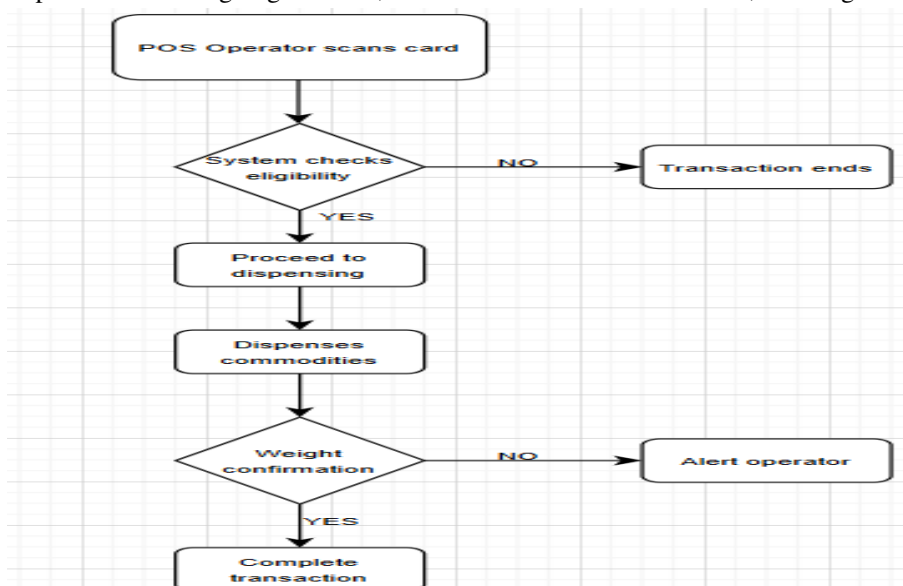 POS Operator scans card
System checks
eligibility
NO
Transaction ends
YES
Proceed to
dispensing
Dispenses
commodities
Weight
confirmation
NO
Alert operator
YES
Complete
transaction